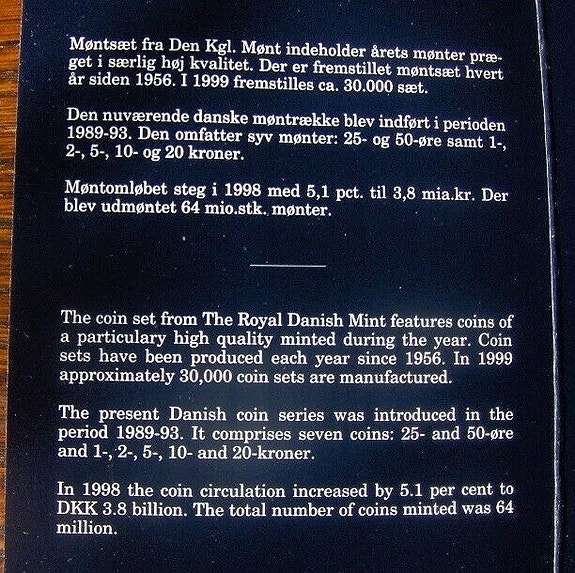 Møntsæt fra Den Kgl. Mønt indeholder årets mønter præ-
get i særlig høj kvalitet. Der er fremstillet møntsæt hvert
år siden 1956. I 1999 fremstilles ca. 30.000 sæt.
Den nuværende danske møntrække blev indført i perioden
1989-93. Den omfatter syv mønter: 25- og 50-øre samt 1-,
2-, 5-, 10- og 20 kroner.
Møntomløbet steg i 1998 med 5,1 pct. til 3,8 mia.kr. Der
blev udmøntet 64 mio.stk. mønter.
The coin set from The Royal Danish Mint features coins of
a particulary high quality minted during the year. Coin
sets have been produced each year since 1956. In 1999
approximately 30,000 coin sets are manufactured.
The present Danish coin series was introduced in the
period 1989-93. It comprises seven coins: 25- and 50-øre
and 1-, 2-, 5-, 10- and 20-kroner.
In 1998 the coin circulation increased by 5.1 per cent to
DKK 3.8 billion. The total number of coins minted was 64
million.